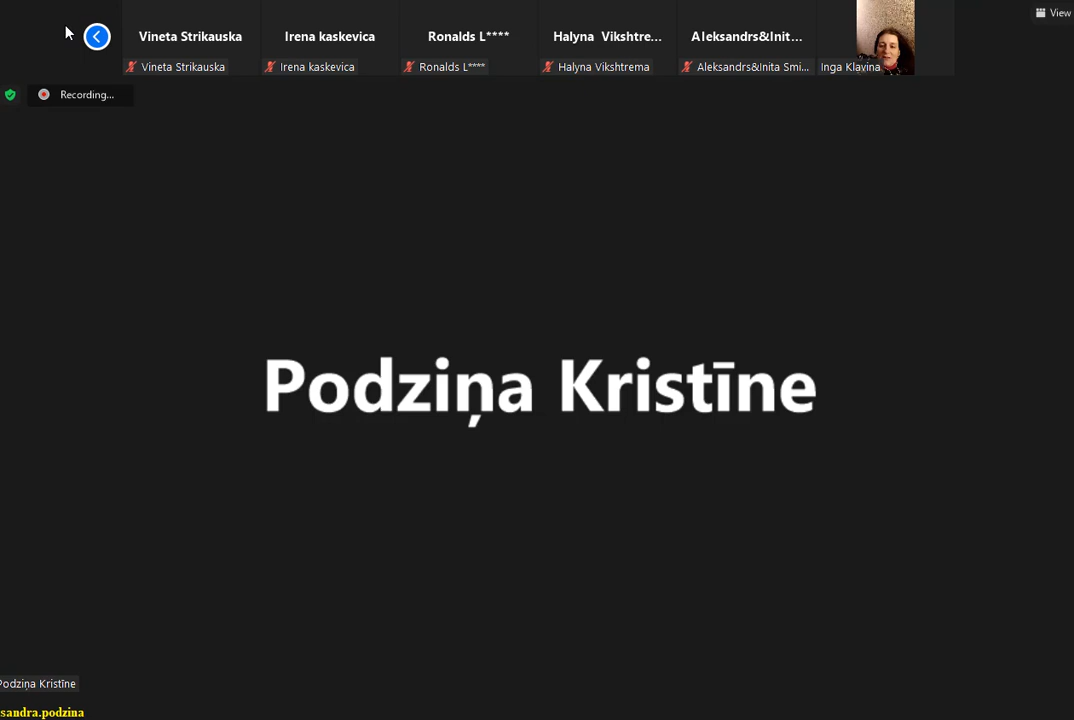 Vineta Strikauska
Irena kaskevica
Ronalds L****
Halyna Vikshtre...
Aleksandrs&Init...
Vineta Strikauska
Irena kaskevica
Ronalds L****
Halyna Vikshtrema
Aleksandrs&Inita Smi...
Inga Klavina
View
Recording...
Podziņa Kristīne
Podziņa Kristīne
sandra.podzina